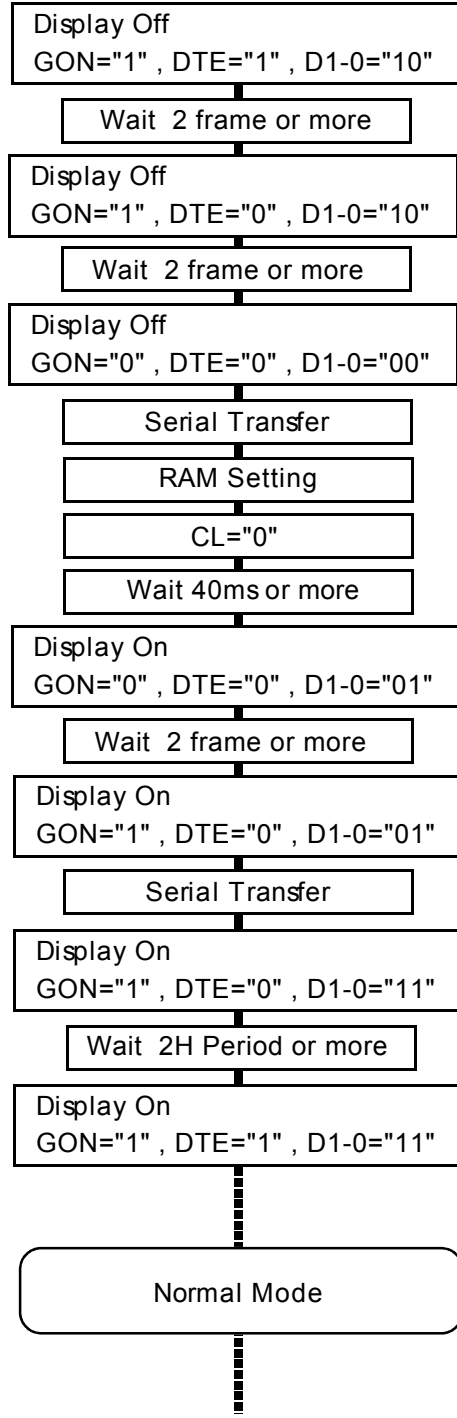 Display Off
GON="1" , DTE="1" , D1-0="10"
Wait 2 frame or more
Display Off
GON="1" , DTE="0" , D1-0="10"
Wait 2 frame or more
Display Off
GON="0" , DTE="0" , D1-0="00"
Serial Transfer
RAM Setting
CL="0"
Wait 40ms or more
Display On
GON="0" , DTE="0" , D1-0="01"
Wait 2 frame or more
Display On
GON="1" , DTE="0" , D1-0="01"
Serial Transfer
Display On
GON="1" , DTE="0" , D1-0="11"
Wait 2H Period or more
Display On
GON="1" , DTE="1" , D1-0="11"
Normal Mode